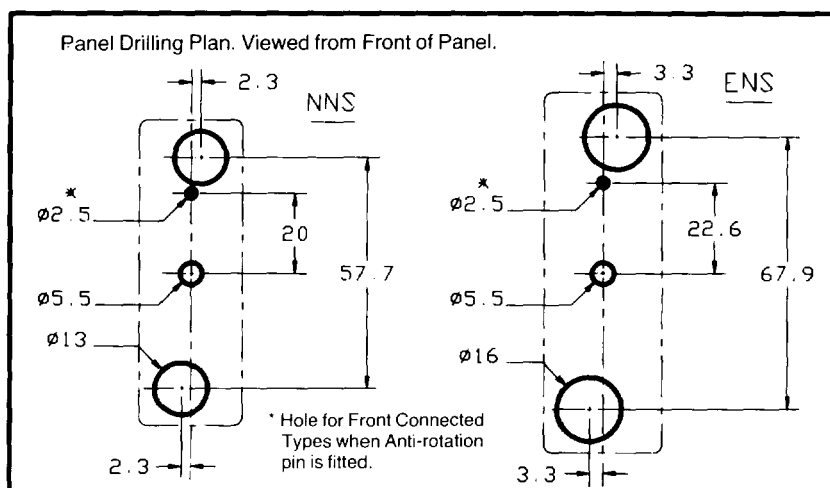 Panel Drilling Plan. Viewed from Front of Panel.
2.3
NNS
*
ø2.5
20
57.7
ø5.5
ø13
2.3
* Hole for Front Connected
Types when Anti-rotation
pin is fitted.
3.3
ENS
*
ø2.5
22.6
67.9
ø5.5
ø16
3.3